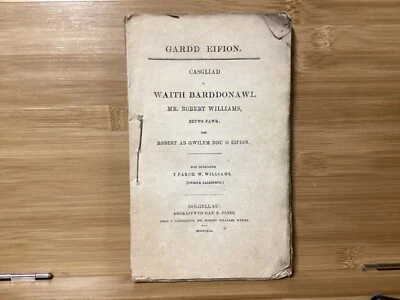 GARDD EIFION.
CASGLIAD
O
WAITH BARDDONAWL
MR. ROBERT WILLIAMS,
BETWS FAWR;
ROBERT AB GWILYM DDU O EIFION.
DAN OLYGIAD
Y PARCH. W. WILLIAMS,
DOLGELLAU:
ARGRAFFWYD GAN R. JONES,